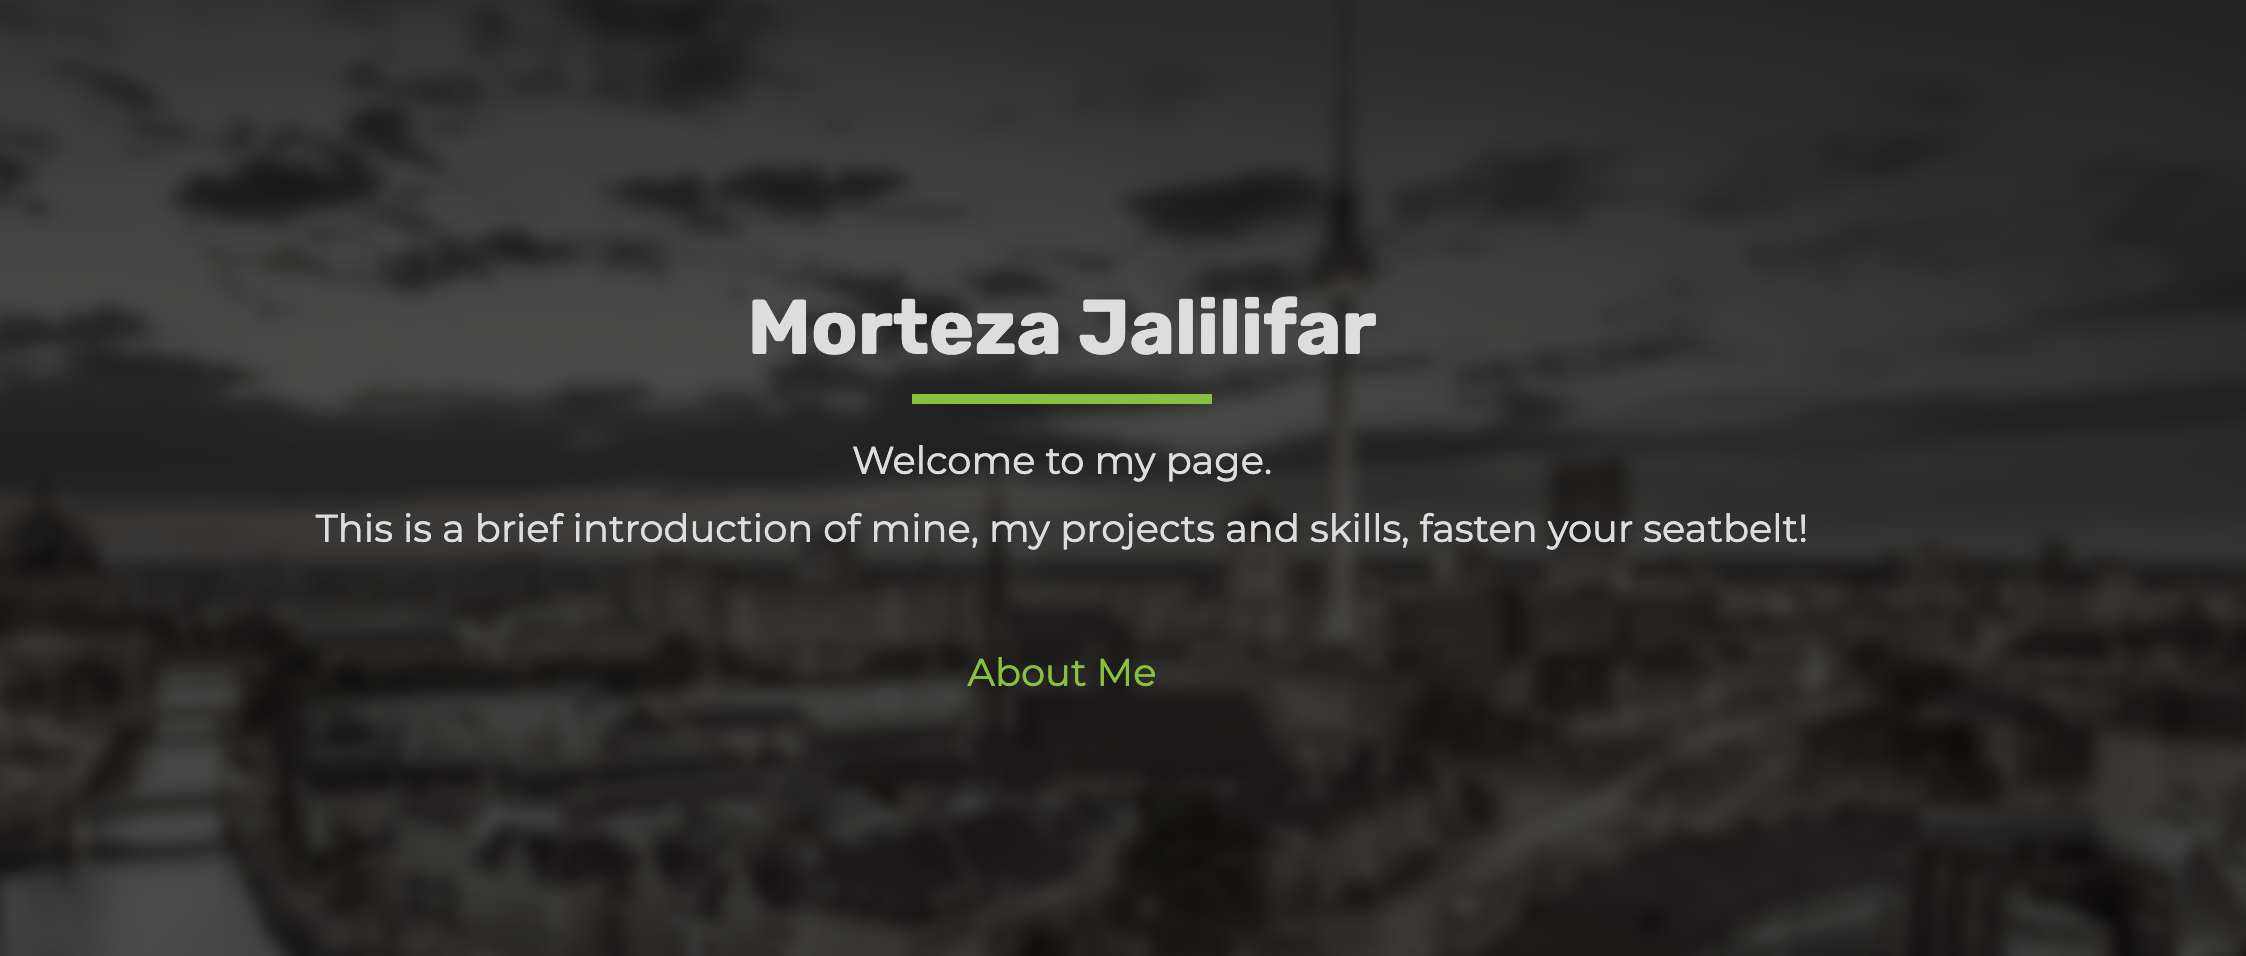 Morteza Jalilifar
Welcome to my page.
This is a brief introduction of mine, my projects and skills, fasten your seatbelt!
About Me